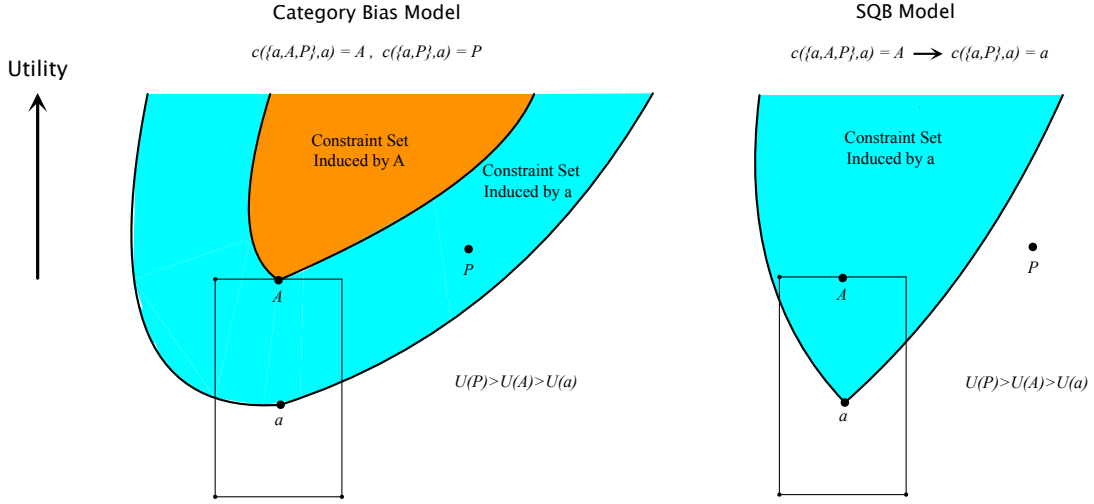 Category Bias Model
c({a,A,P},a) = A , c({a,P},a) = P
Utility
Constraint Set
Induced by A
Constraint Set
Induced by a
P
A
U(P)>U(A)>U(a)
a
SQB Model
c({a,A,P},a) = A → c({a,P},a) = a
Constraint Set
Induced by a
P
A
U(P)>U(A)>U(a)
a